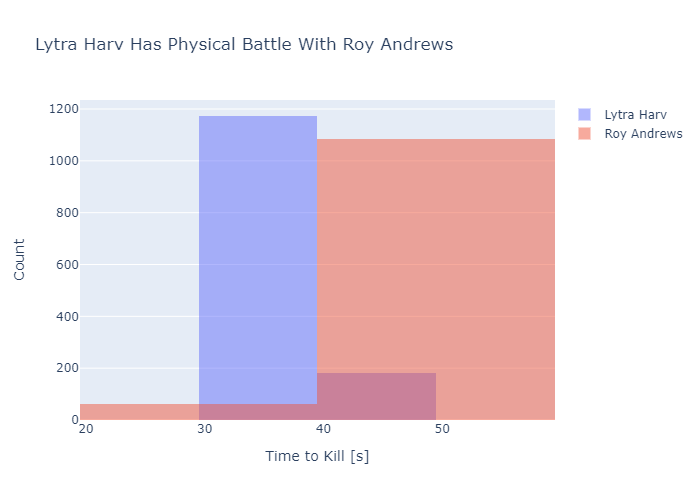 Lytra Harv Has Physical Battle With Roy Andrews
Lytra Harv
Roy Andrews
Count
1200
1000
800
600
400
200
0
20
30
40
50
Time to Kill [s]